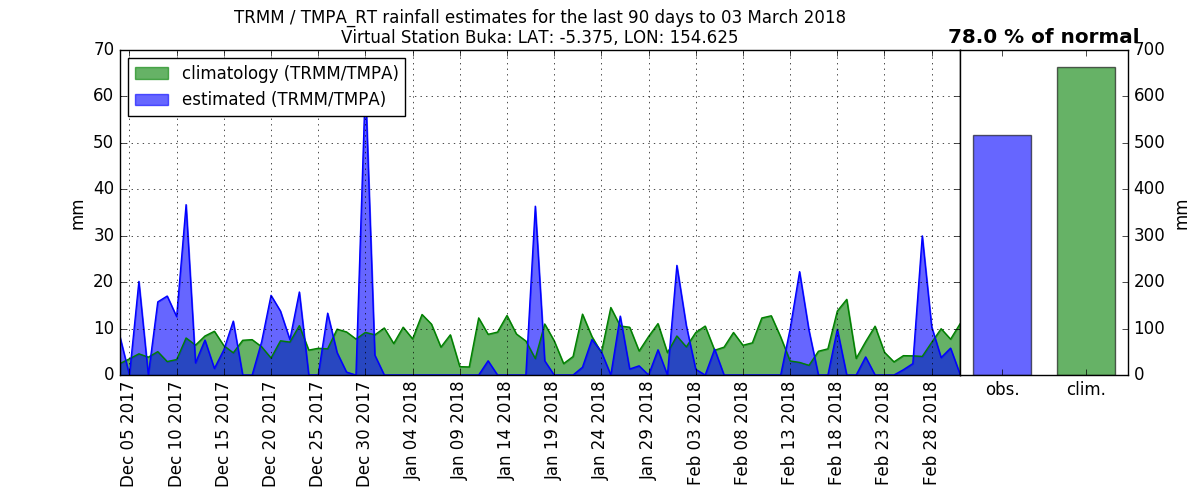 TRMM / TMPA_RT rainfall estimates for the last 90 days to 03 March 2018
Virtual Station Buka: LAT: -5.375, LON: 154.625
78.0 % of normal
climatology (TRMM/TMPA)
estimated (TRMM/TMPA)
70
60
50
40
30
20
10
0
mm
700
600
500
400
300
200
100
0
mm
Dec 05 2017
Dec 10 2017
Dec 15 2017
Dec 20 2017
Dec 25 2017
Dec 30 2017
Jan 04 2018
Jan 09 2018
Jan 14 2018
Jan 19 2018
Jan 24 2018
Jan 29 2018
Feb 03 2018
Feb 08 2018
Feb 13 2018
Feb 18 2018
Feb 23 2018
Feb 28 2018
obs.
clim.